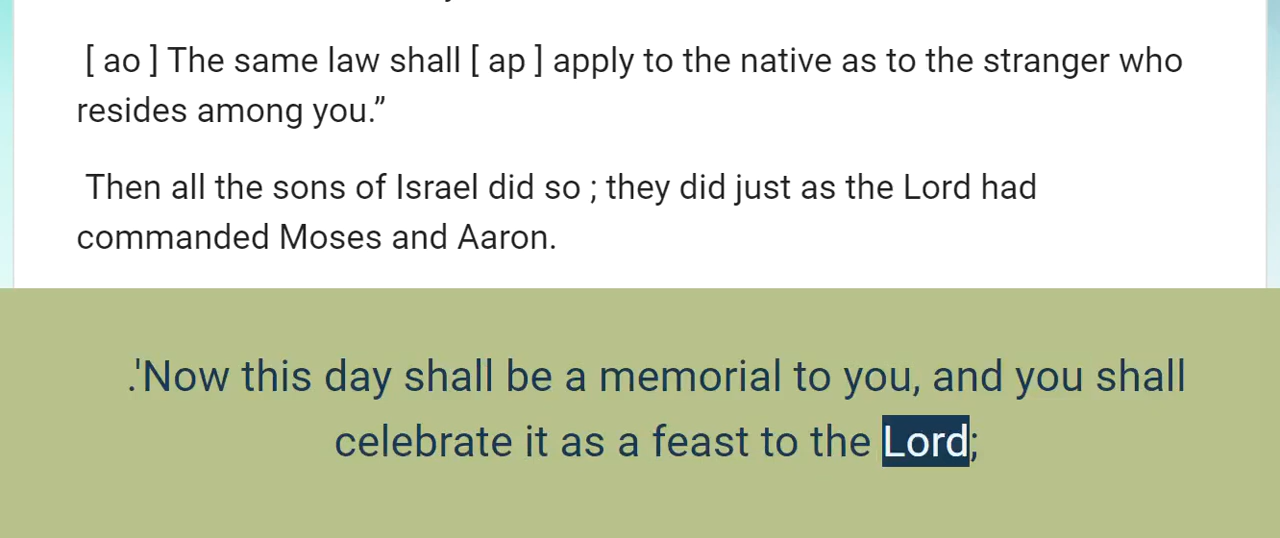 [ ao ] The same law shall [ ap ] apply to the native as to the stranger who
resides among you.”
Then all the sons of Israel did so ; they did just as the Lord had
commanded Moses and Aaron.
.'Now this day shall be a memorial to you, and you shall
celebrate it as a feast to the Lord;